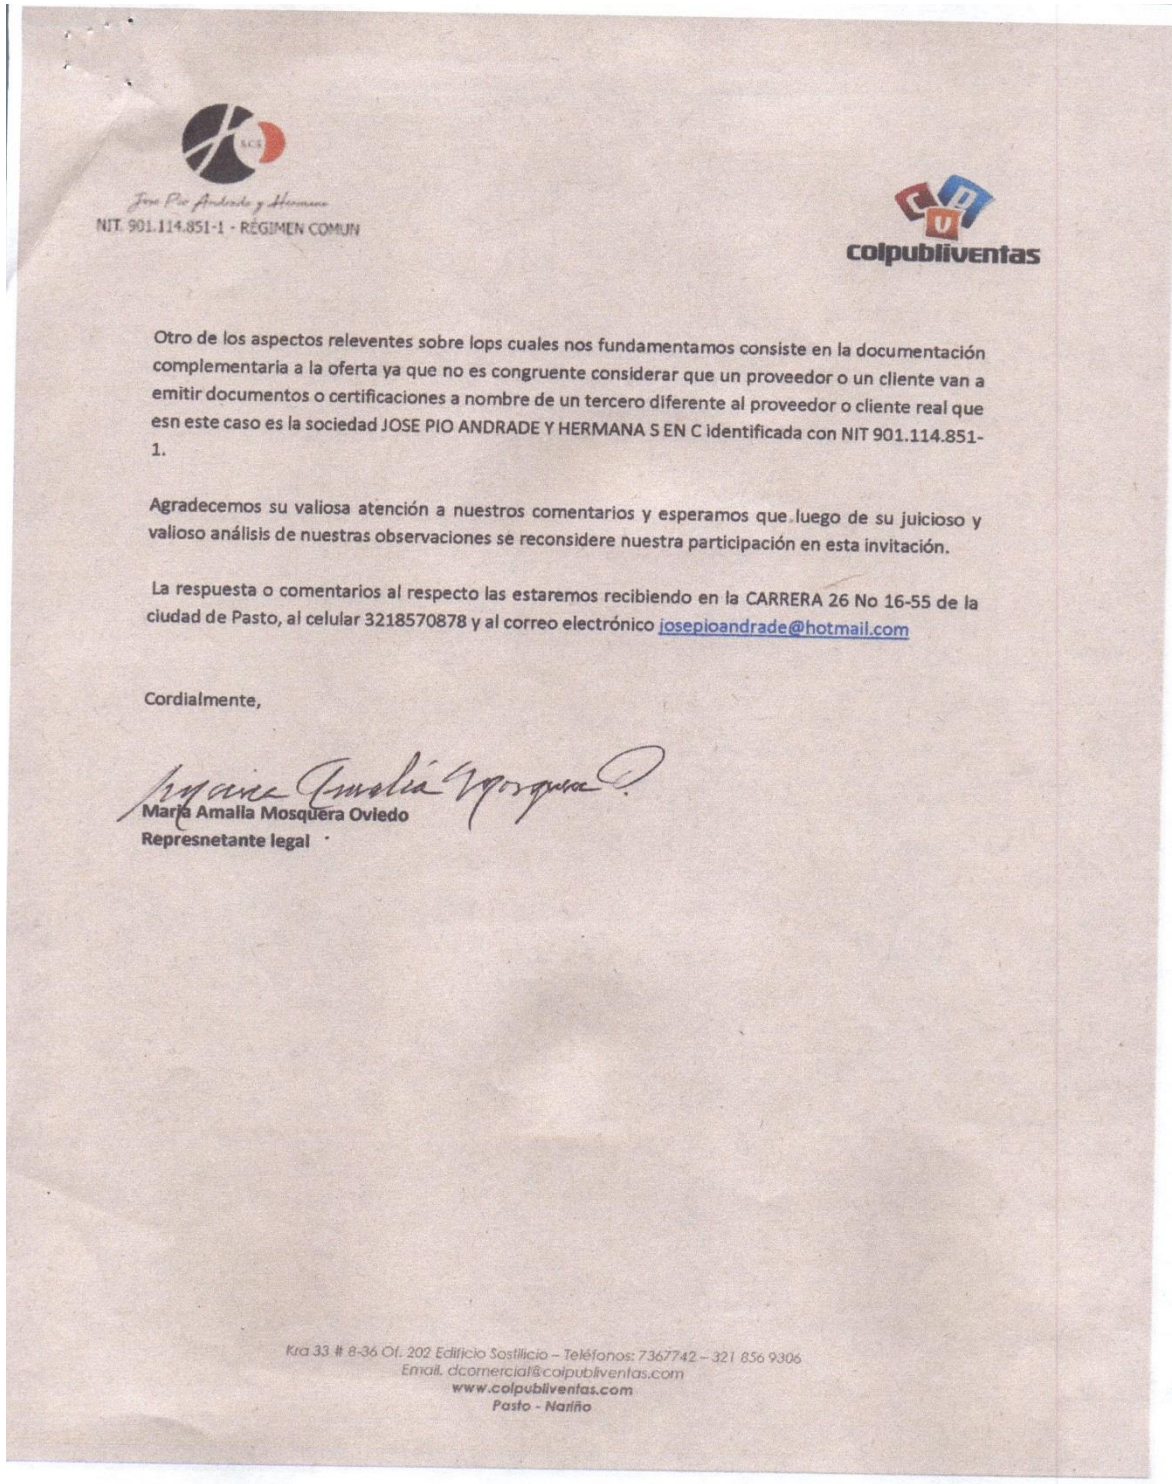 SCS
Jose Pio Andrade y Hermana
NIT. 901.114.851-1 - RÉGIMEN COMUN
C P V
colpubliventas
Otro de los aspectos releventes sobre lops cuales nos fundamentamos consiste en la documentación
complementaria a la oferta ya que no es congruente considerar que un proveedor o un cliente van a
emitir documentos o certificaciones a nombre de un tercero diferente al proveedor o cliente real que
esn este caso es la sociedad JOSE PIO ANDRADE Y HERMANA S EN C identificada con NIT 901.114.851-
1.
Agradecemos su valiosa atención a nuestros comentarios y esperamos que luego de su juicioso y
valioso análisis de nuestras observaciones se reconsidere nuestra participación en esta invitación.
La respuesta o comentarios al respecto las estaremos recibiendo en la CARRERA 26 No 16-55 de la
ciudad de Pasto, al celular 3218570878 y al correo electrónico josepioandrade@hotmail.com
Cordialmente,
Maria Amalia Mosquera O.
Maria Amalia Mosquera Oviedo
Represnetante legal
Kra 33 # 8-36 Of. 202 Edificio Sostilicio – Teléfonos: 7367742 – 321 856 9306
Email. dcomercial@colpubliventas.com
www.colpubliventas.com
Pasto - Nariño